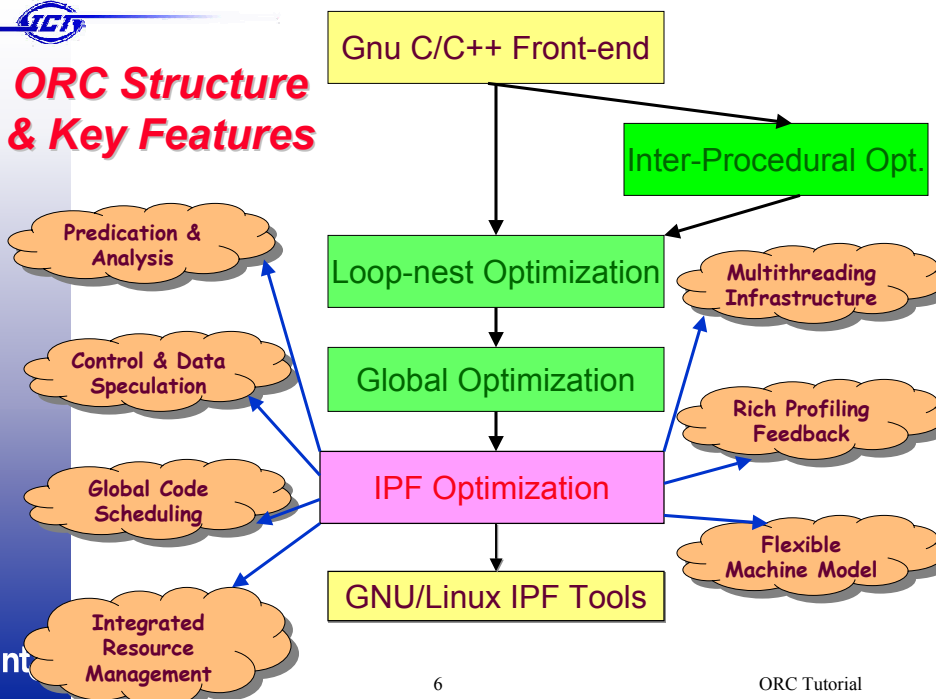 ICT
ORC Structure
& Key Features
Gnu C/C++ Front-end
Inter-Procedural Opt.
Predication &
Analysis
Loop-nest Optimization
Multithreading
Infrastructure
Control & Data
Speculation
Global Optimization
Rich Profiling
Feedback
Global Code
Scheduling
IPF Optimization
Flexible
Machine Model
GNU/Linux IPF Tools
Integrated
Resource
Management
6
ORC Tutorial